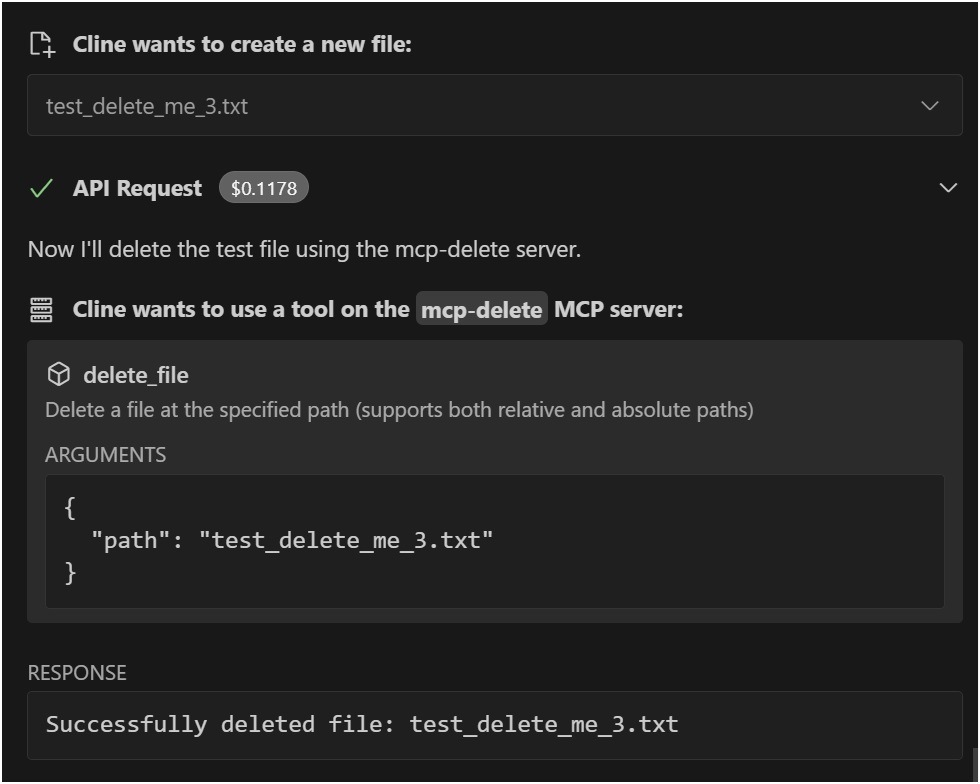 Cline wants to create a new file:
test_delete_me_3.txt
API Request $0.1178
Now I'll delete the test file using the mcp-delete server.
Cline wants to use a tool on the mcp-delete MCP server:
delete_file
Delete a file at the specified path (supports both relative and absolute paths)
ARGUMENTS
{
  "path": "test_delete_me_3.txt"
}
RESPONSE
Successfully deleted file: test_delete_me_3.txt